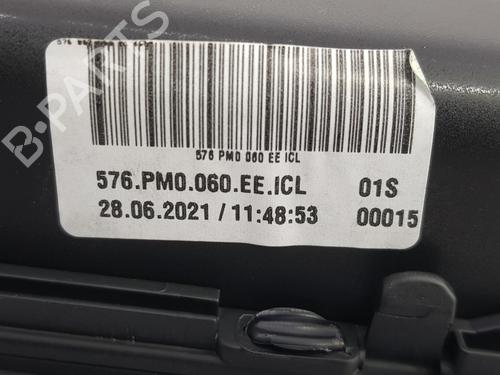 576 PM0 060 EE ICL
576.PM0.060.EE.ICL 01S
28.06.2021 / 11:48:53 00015
B-PARTS